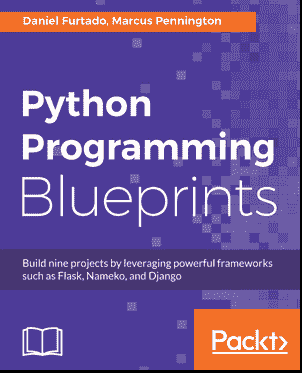 Daniel Furtado, Marcus Pennington
Python
Programming
Blueprints
Build nine projects by leveraging powerful frameworks
such as Flask, Nameko, and Django
Packt>